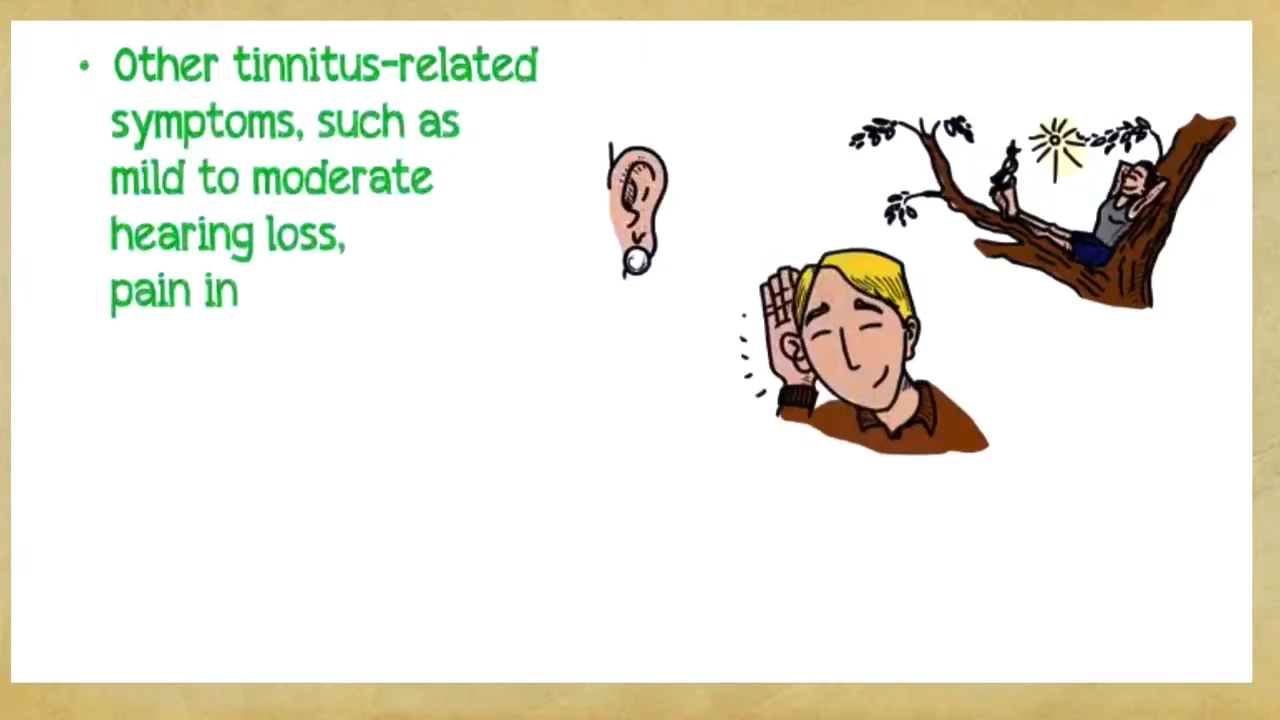 • Other tinnitus-related
symptoms, such as
mild to moderate
hearing loss,
pain in